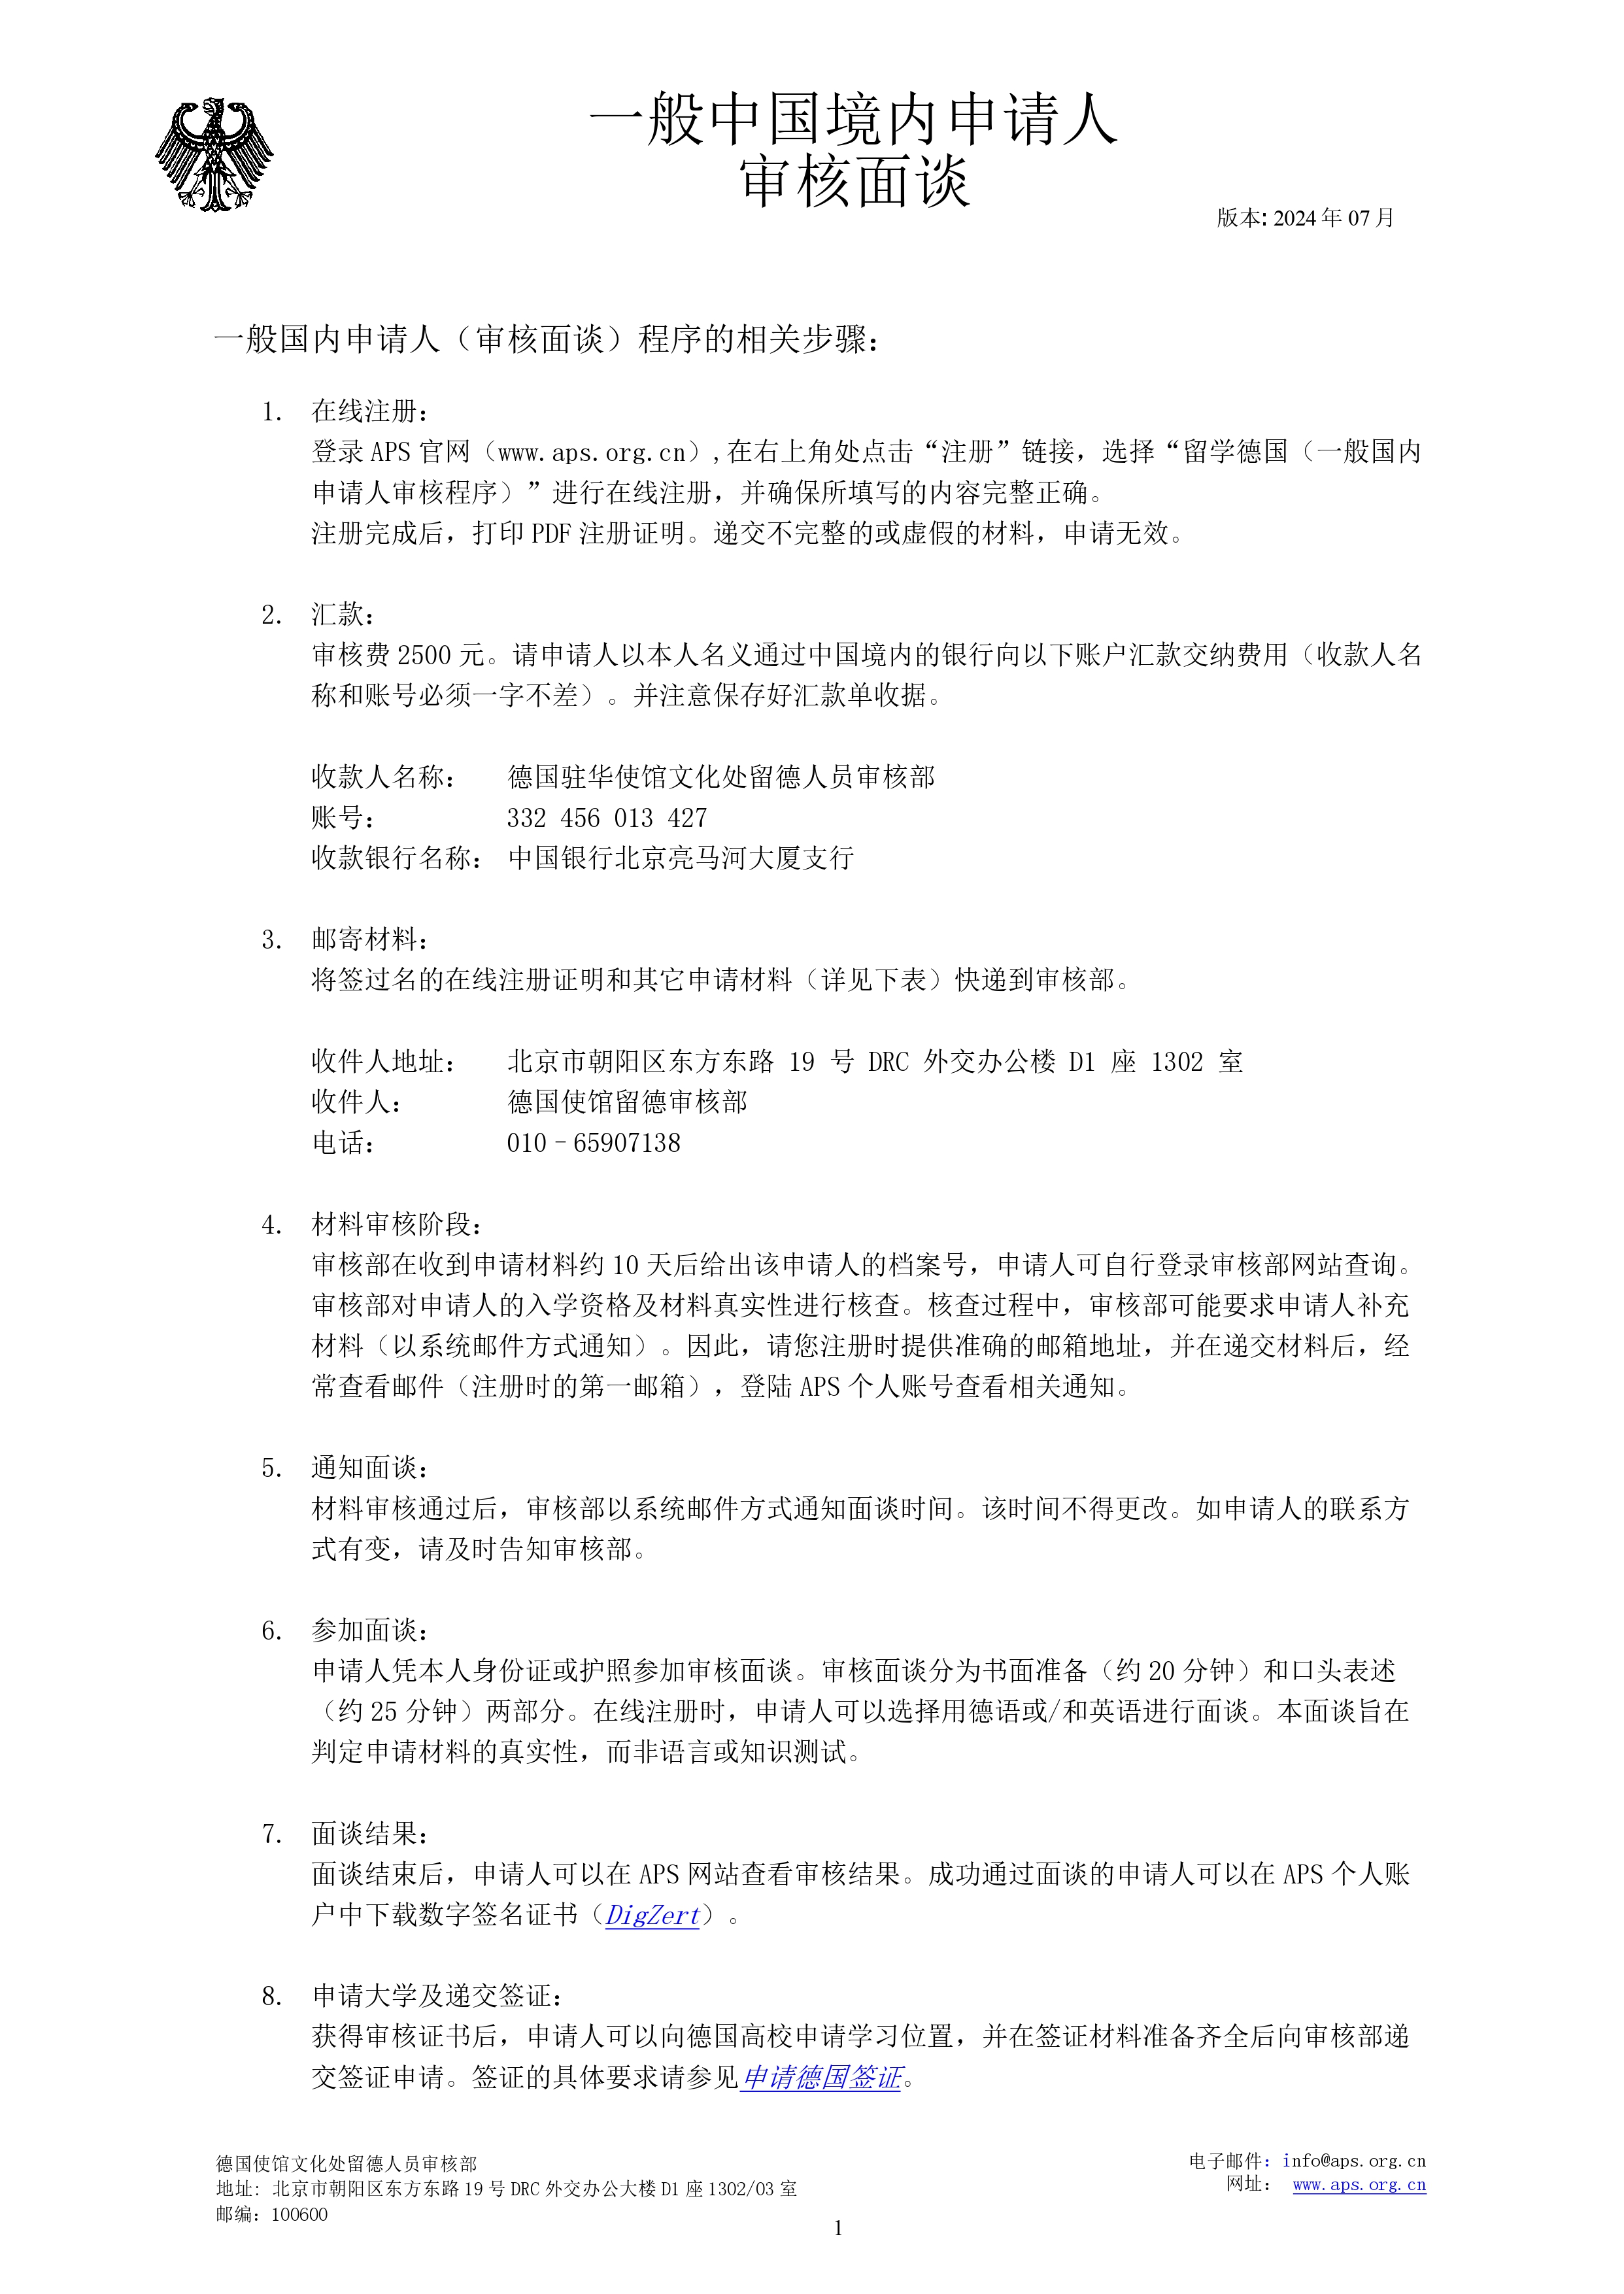 一般中国境内申请人
审核面谈
版本: 2024 年 07 月
一般国内申请人（审核面谈）程序的相关步骤：
1. 在线注册：
登录 APS 官网（www.aps.org.cn）,在右上角处点击“注册”链接，选择“留学德国（一般国内
申请人审核程序）”进行在线注册，并确保所填写的内容完整正确。
注册完成后，打印 PDF 注册证明。递交不完整的或虚假的材料，申请无效。
2. 汇款：
审核费 2500 元。请申请人以本人名义通过中国境内的银行向以下账户汇款交纳费用（收款人名
称和账号必须一字不差）。并注意保存好汇款单收据。
收款人名称： 德国驻华使馆文化处留德人员审核部
账号： 332 456 013 427
收款银行名称： 中国银行北京亮马河大厦支行
3. 邮寄材料：
将签过名的在线注册证明和其它申请材料（详见下表）快递到审核部。
收件人地址： 北京市朝阳区东方东路 19 号 DRC 外交办公楼 D1 座 1302 室
收件人： 德国使馆留德审核部
电话： 010–65907138
4. 材料审核阶段：
审核部在收到申请材料约 10 天后给出该申请人的档案号，申请人可自行登录审核部网站查询。
审核部对申请人的入学资格及材料真实性进行核查。核查过程中，审核部可能要求申请人补充
材料（以系统邮件方式通知）。因此，请您注册时提供准确的邮箱地址，并在递交材料后，经
常查看邮件（注册时的第一邮箱），登陆 APS 个人账号查看相关通知。
5. 通知面谈：
材料审核通过后，审核部以系统邮件方式通知面谈时间。该时间不得更改。如申请人的联系方
式有变，请及时告知审核部。
6. 参加面谈：
申请人凭本人身份证或护照参加审核面谈。审核面谈分为书面准备（约 20 分钟）和口头表述
（约 25 分钟）两部分。在线注册时，申请人可以选择用德语或/和英语进行面谈。本面谈旨在
判定申请材料的真实性，而非语言或知识测试。
7. 面谈结果：
面谈结束后，申请人可以在 APS 网站查看审核结果。成功通过面谈的申请人可以在 APS 个人账
户中下载数字签名证书（DigZert）。
8. 申请大学及递交签证：
获得审核证书后，申请人可以向德国高校申请学习位置，并在签证材料准备齐全后向审核部递
交签证申请。签证的具体要求请参见申请德国签证。
德国使馆文化处留德人员审核部
地址: 北京市朝阳区东方东路 19 号 DRC 外交办公大楼 D1 座 1302/03 室
邮编：100600
电子邮件：info@aps.org.cn
网址： www.aps.org.cn
1